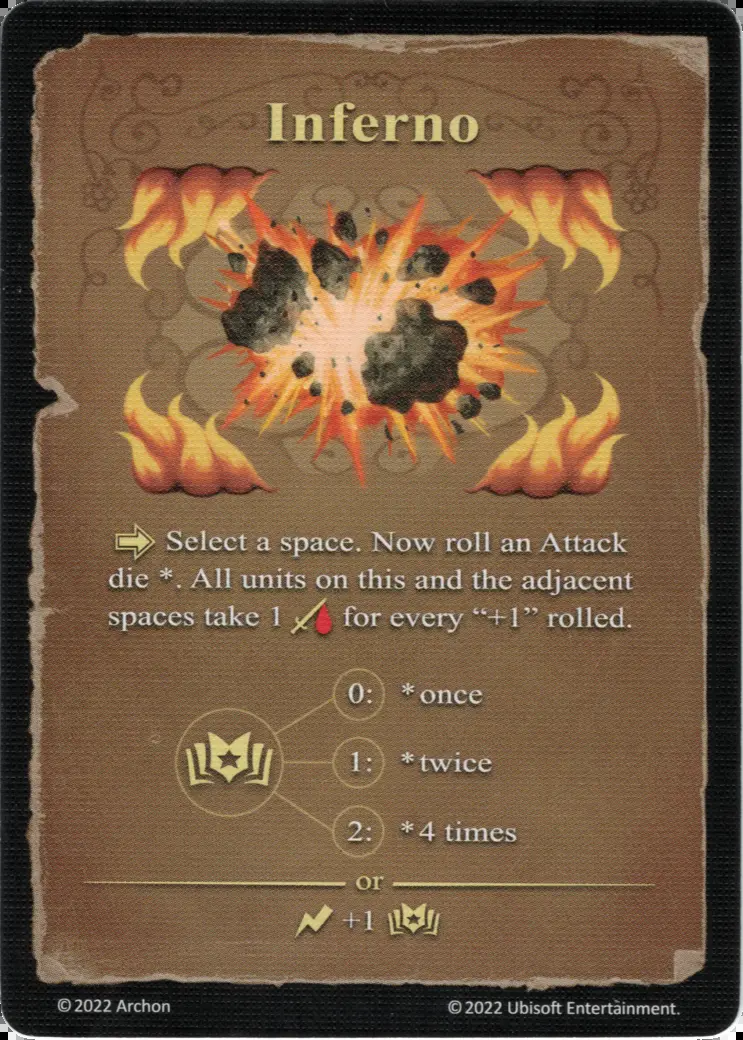 Inferno
Select a space. Now roll an Attack
die *. All units on this and the adjacent
spaces take 1 for every “+1” rolled.
0: *once
1: *twice
2: *4 times
or
+1
©2022 Archon
©2022 Ubisoft Entertainment.